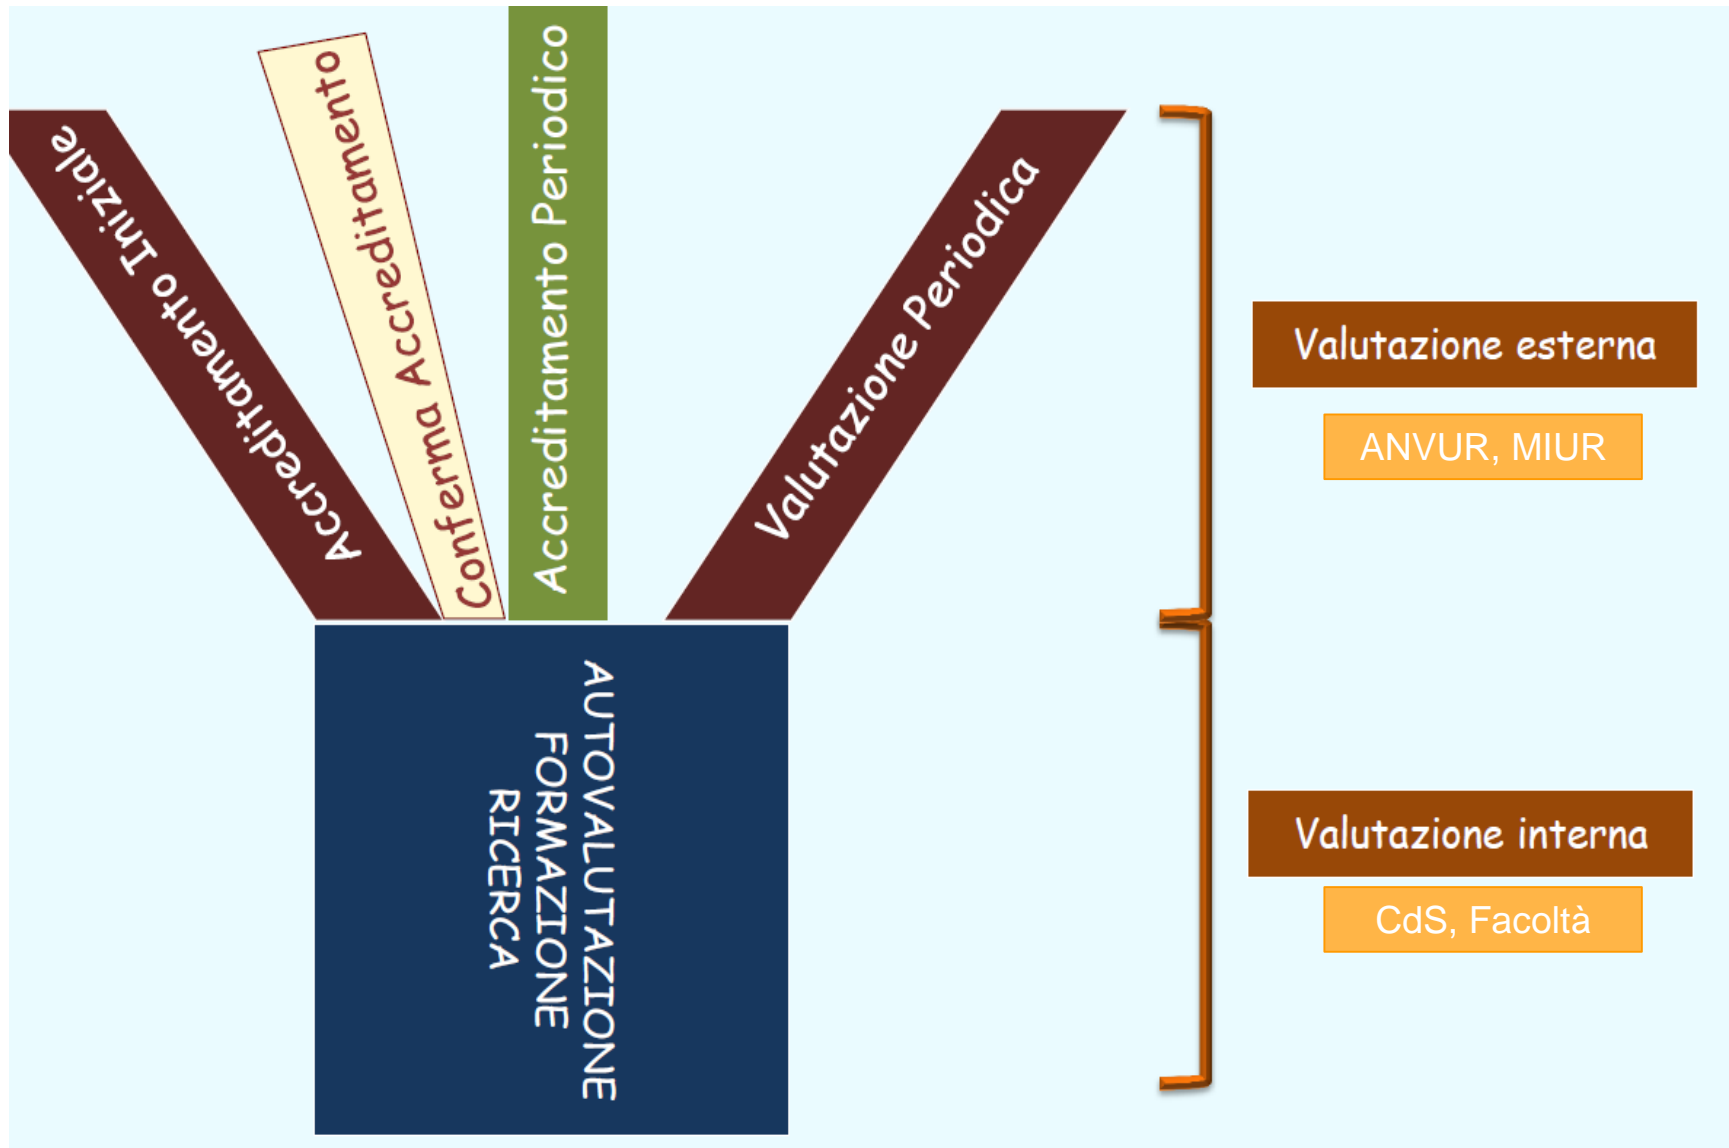 Accreditamento Iniziale
Conferma Accreditamento
Accreditamento Periodico
Valutazione Periodica
Valutazione esterna
ANVUR, MIUR
AUTOVALUTAZIONE
FORMAZIONE
RICERCA
Valutazione interna
CdS, Facoltà